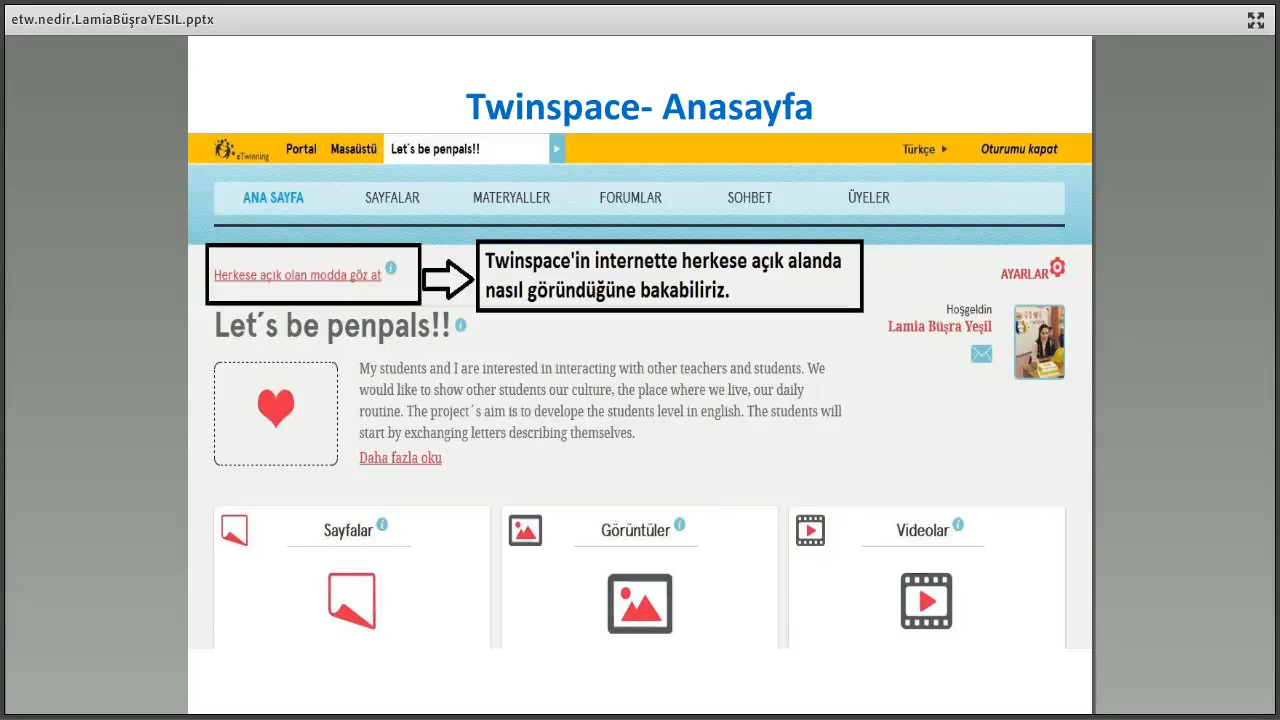 etw.nedir.LamiaBüşraYESIL.pptx
Twinspace- Anasayfa
eTwinning Portal Masaüstü Let´s be penpals!! Türkçe Oturumu kapat
ANA SAYFA SAYFALAR MATERYALLER FORUMLAR SOHBET ÜYELER
Herkese açık olan modda göz at
Twinspace'in internette herkese açık alanda
nasıl göründüğüne bakabiliriz.
AYARLAR
Hoşgeldin
Lamia Büşra Yeşil
Let´s be penpals!!
My students and I are interested in interacting with other teachers and students. We
would like to show other students our culture, the place where we live, our daily
routine. The project´s aim is to develope the students level in english. The students will
start by exchanging letters describing themselves.
Daha fazla oku
Sayfalar Görüntüler Videolar